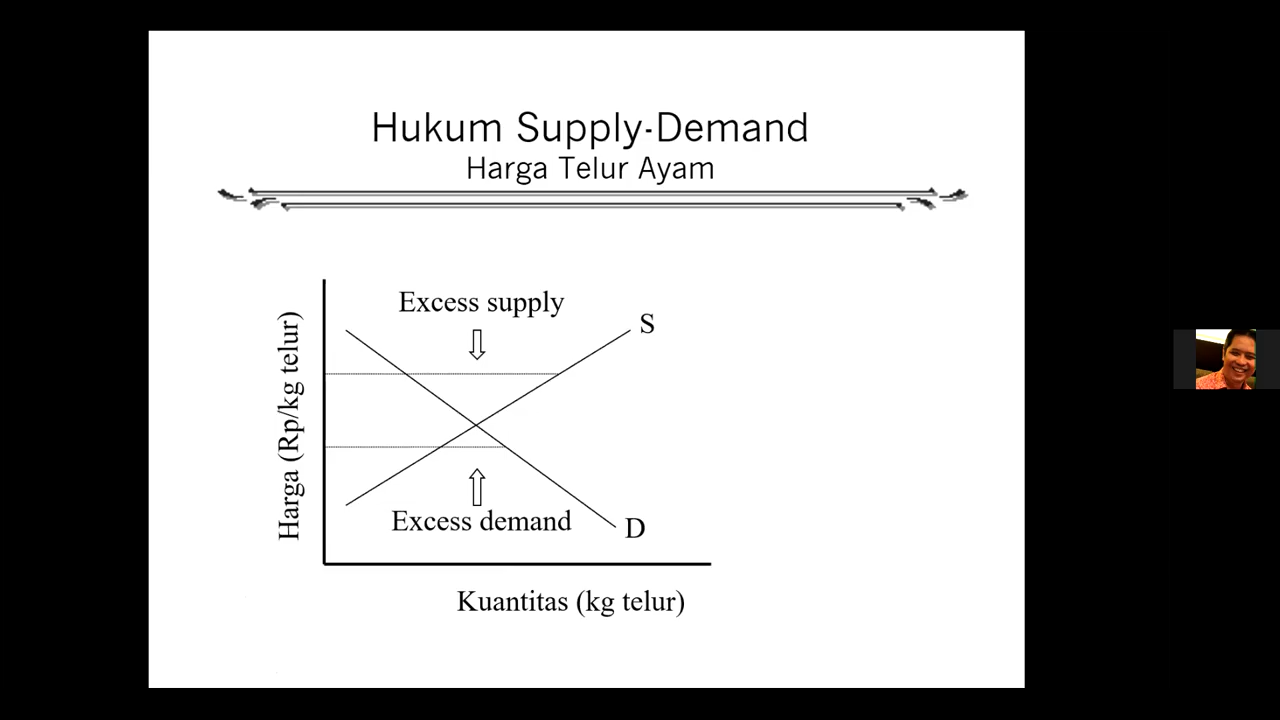 Hukum Supply-Demand
Harga Telur Ayam
Excess supply
S
Harga (Rp/kg telur)
Excess demand
D
Kuantitas (kg telur)